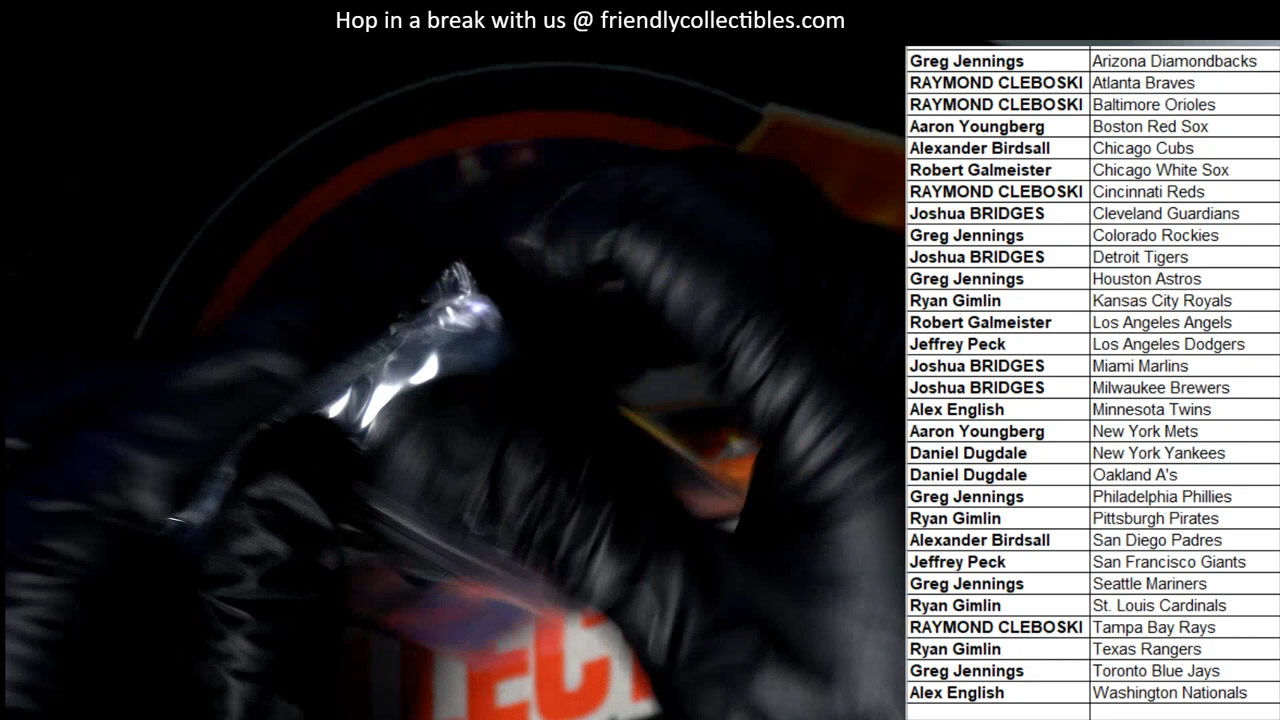 Hop in a break with us @ friendlycollectibles.com
Greg Jennings Arizona Diamondbacks
RAYMOND CLEBOSKI Atlanta Braves
RAYMOND CLEBOSKI Baltimore Orioles
Aaron Youngberg Boston Red Sox
Alexander Birdsall Chicago Cubs
Robert Galmeister Chicago White Sox
RAYMOND CLEBOSKI Cincinnati Reds
Joshua BRIDGES Cleveland Guardians
Greg Jennings Colorado Rockies
Joshua BRIDGES Detroit Tigers
Greg Jennings Houston Astros
Ryan Gimlin Kansas City Royals
Robert Galmeister Los Angeles Angels
Jeffrey Peck Los Angeles Dodgers
Joshua BRIDGES Miami Marlins
Joshua BRIDGES Milwaukee Brewers
Alex English Minnesota Twins
Aaron Youngberg New York Mets
Daniel Dugdale New York Yankees
Daniel Dugdale Oakland A's
Greg Jennings Philadelphia Phillies
Ryan Gimlin Pittsburgh Pirates
Alexander Birdsall San Diego Padres
Jeffrey Peck San Francisco Giants
Greg Jennings Seattle Mariners
Ryan Gimlin St. Louis Cardinals
RAYMOND CLEBOSKI Tampa Bay Rays
Ryan Gimlin Texas Rangers
Greg Jennings Toronto Blue Jays
Alex English Washington Nationals